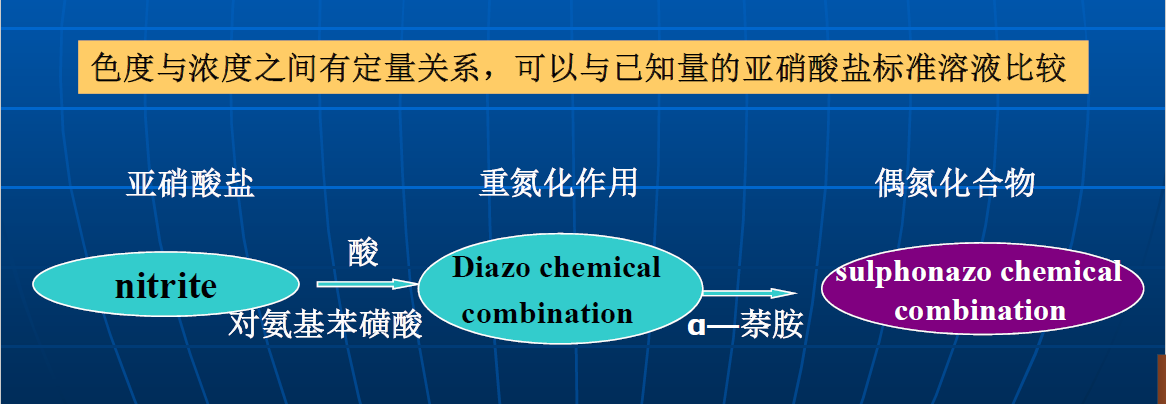 色度与浓度之间有定量关系，可以与已知量的亚硝酸盐标准溶液比较
亚硝酸盐
重氮化作用
偶氮化合物
nitrite
酸
对氨基苯磺酸
Diazo chemical
combination
ɑ—萘胺
sulphonazo chemical
combination